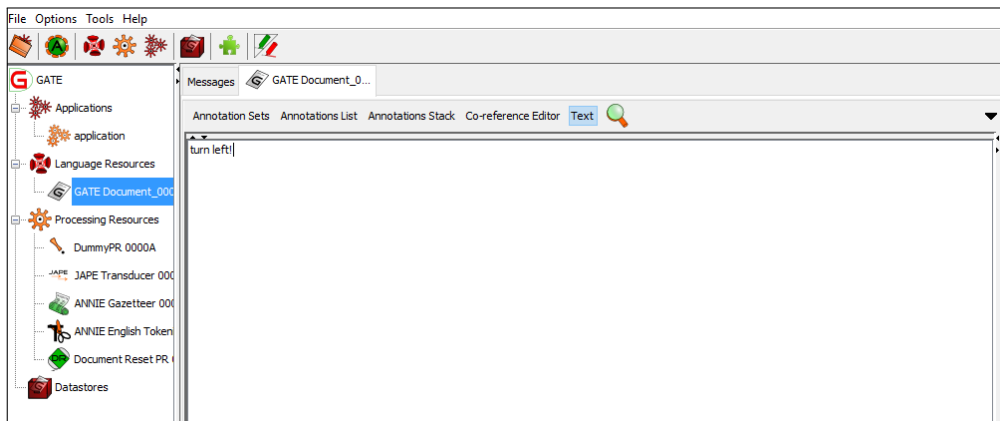 File Options Tools Help
GATE
Applications
application
Language Resources
GATE Document_000
Processing Resources
DummyPR 0000A
JAPE Transducer 000
ANNIE Gazetteer 000
ANNIE English Token
Document Reset PR
Datastores
Messages GATE Document_0...
Annotation Sets Annotations List Annotations Stack Co-reference Editor Text
turn left!